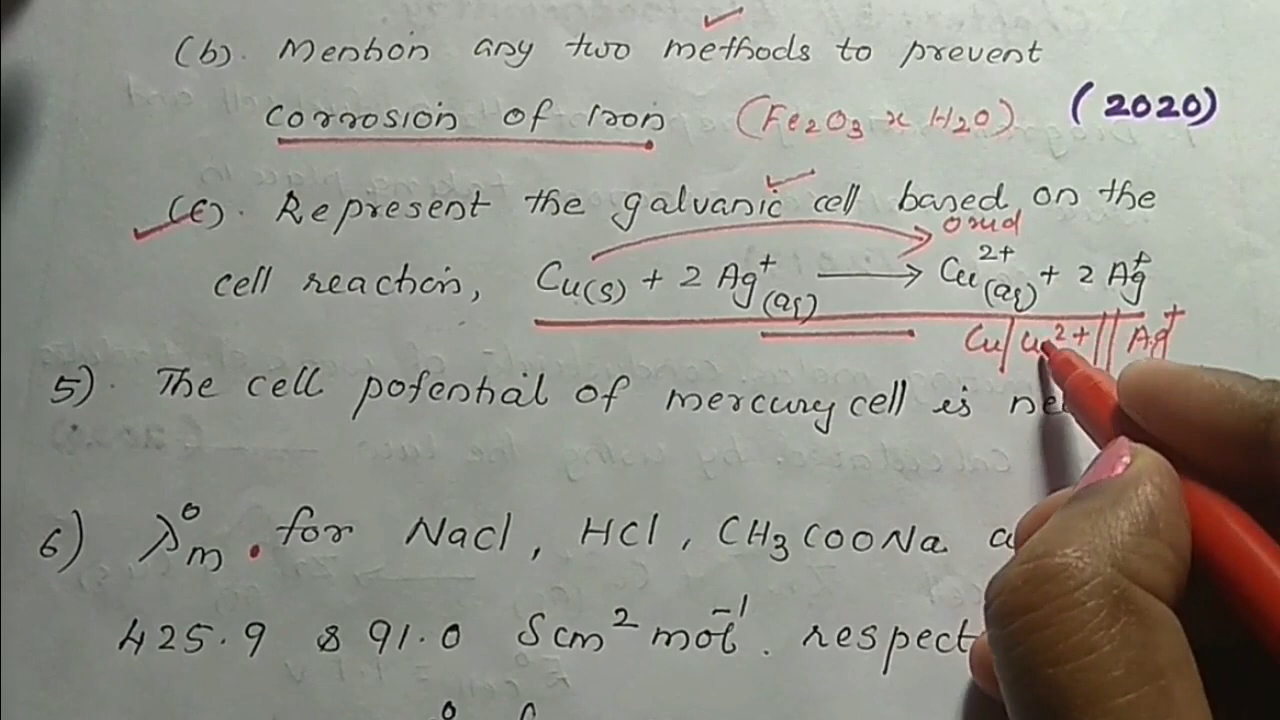 (b). Mention any two methods to prevent
corrosion of Iron (Fe₂O₃ x H₂O) (2020)
(c). Represent the galvanic cell based on the
oxid
cell reaction, Cu(s) + 2 Ag⁺(aq) ⟶ Cu²⁺(aq) + 2 Ag⁺
Cu|Cu²⁺||Ag⁺
5). The cell potential of mercury cell is
6) λ⁰m . for NaCl, HCl, CH₃COONa
425.9 & 91.0 Scm² mol⁻¹. respect